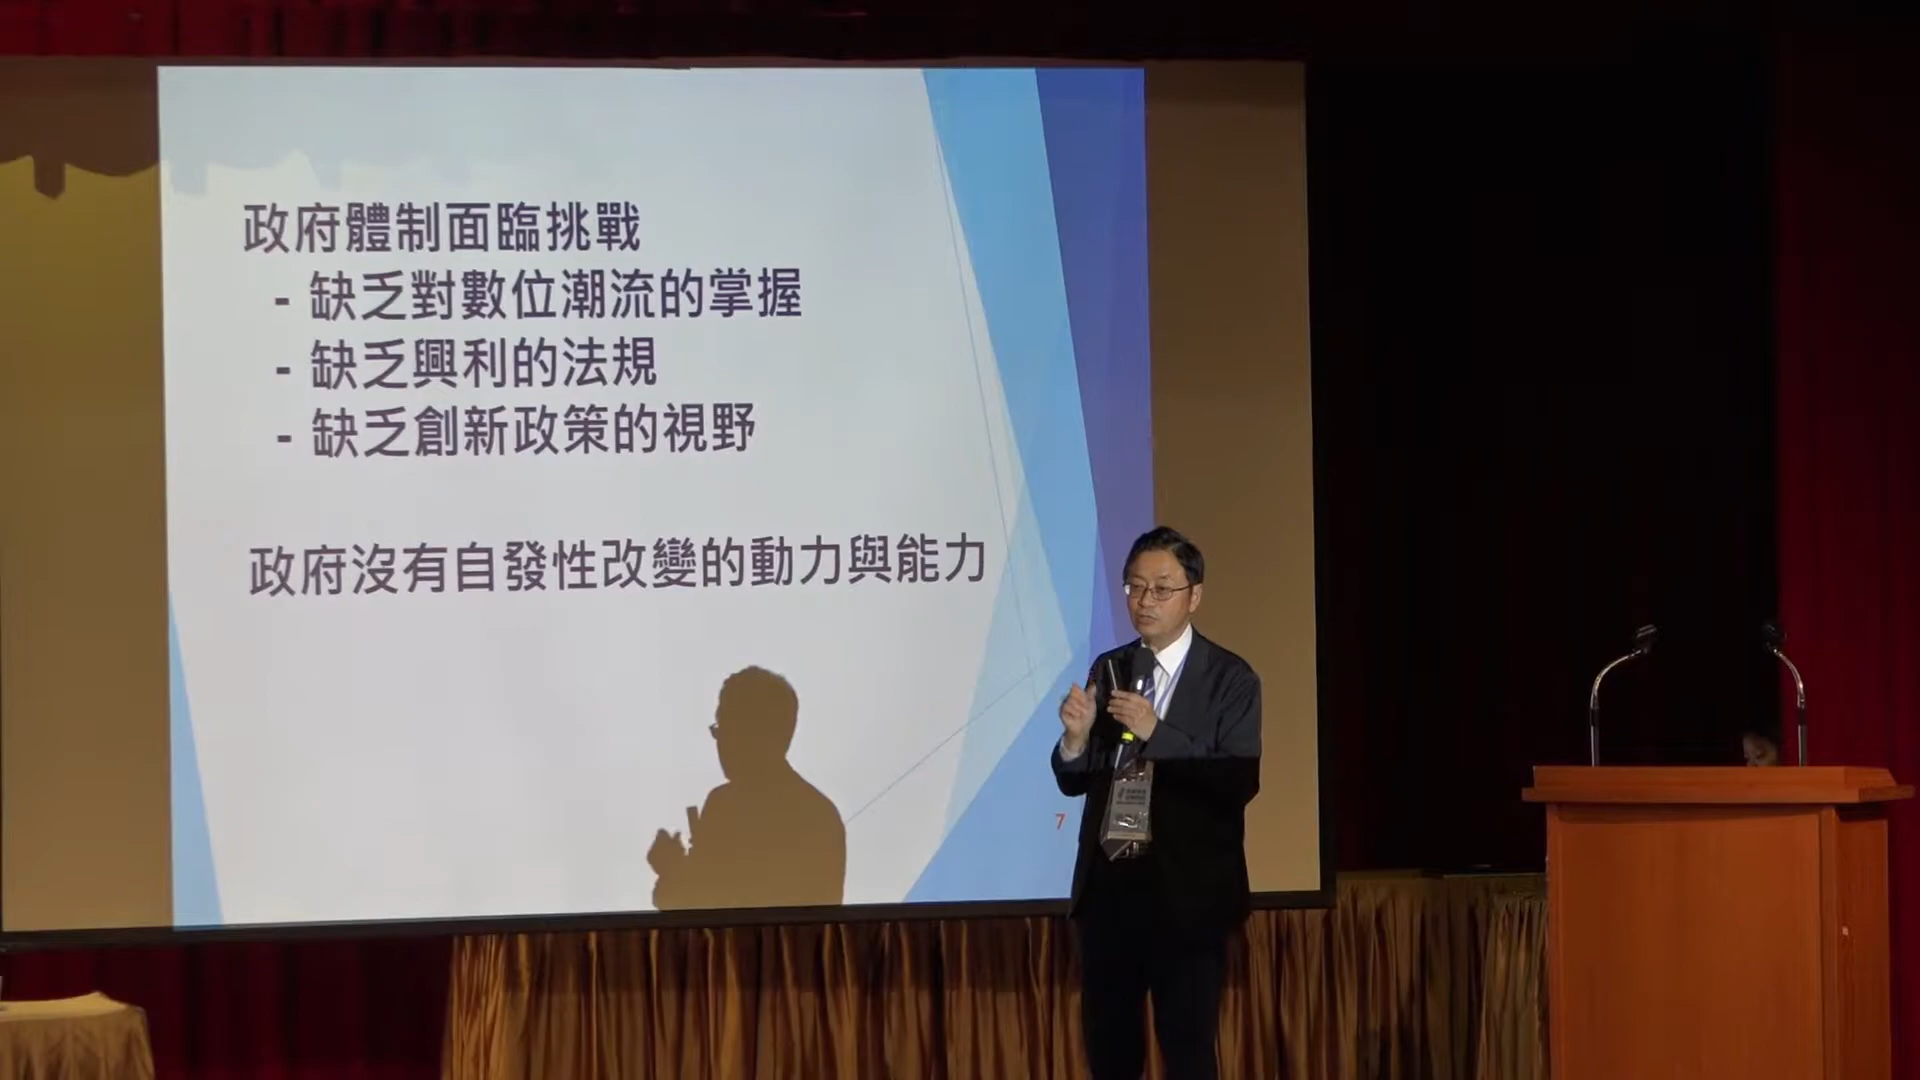 政府體制面臨挑戰
- 缺乏對數位潮流的掌握
- 缺乏興利的法規
- 缺乏創新政策的視野
政府沒有自發性改變的動力與能力
7